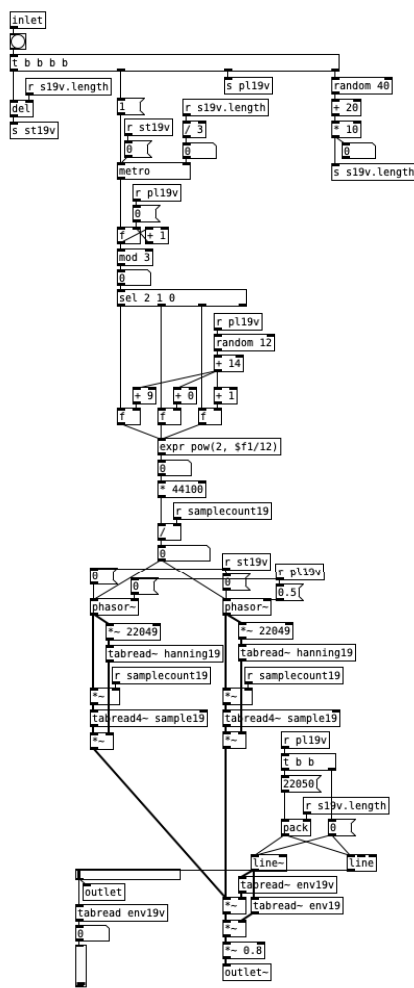 inlet
t b b b b
r s19v.length
del
s st19v
1
r st19v
0
r s19v.length
/ 3
0
metro
s pl19v
random 40
+ 20
* 10
0
s s19v.length
r pl19v
0
f
+ 1
mod 3
0
sel 2 1 0
r pl19v
random 12
+ 14
+ 9
+ 0
+ 1
f
f
f
expr pow(2, $f1/12)
0
* 44100
r samplecount19
/
0
r st19v
r pl19v
0
0
0
0.5
phasor~
phasor~
*~ 22049
*~ 22049
tabread~ hanning19
tabread~ hanning19
r samplecount19
r samplecount19
*~
*~
tabread4~ sample19
tabread4~ sample19
*~
*~
r pl19v
t b b
22050
r s19v.length
pack
0
line~
line
outlet
tabread env19v
0
tabread~ env19v
tabread~ env19
*~
*~
*~ 0.8
outlet~